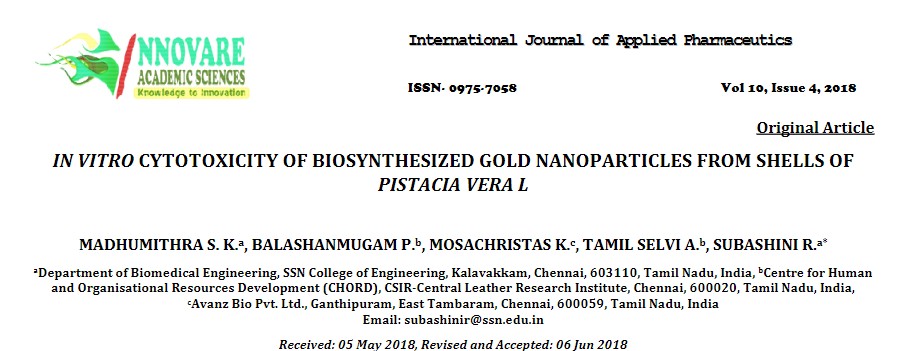 INNOVARE
ACADEMIC SCIENCES
Knowledge to Innovation
International Journal of Applied Pharmaceutics
ISSN- 0975-7058 Vol 10, Issue 4, 2018
Original Article
IN VITRO CYTOTOXICITY OF BIOSYNTHESIZED GOLD NANOPARTICLES FROM SHELLS OF
PISTACIA VERA L
MADHUMITHRA S. K.ᵃ, BALASHANMUGAM P.ᵇ, MOSACHRISTAS K.ᶜ, TAMIL SELVI A.ᵇ, SUBASHINI R.ᵃ*
ᵃDepartment of Biomedical Engineering, SSN College of Engineering, Kalavakkam, Chennai, 603110, Tamil Nadu, India, ᵇCentre for Human
and Organisational Resources Development (CHORD), CSIR-Central Leather Research Institute, Chennai, 600020, Tamil Nadu, India,
ᶜAvanz Bio Pvt. Ltd., Ganthipuram, East Tambaram, Chennai, 600059, Tamil Nadu, India
Email: subashinir@ssn.edu.in
Received: 05 May 2018, Revised and Accepted: 06 Jun 2018